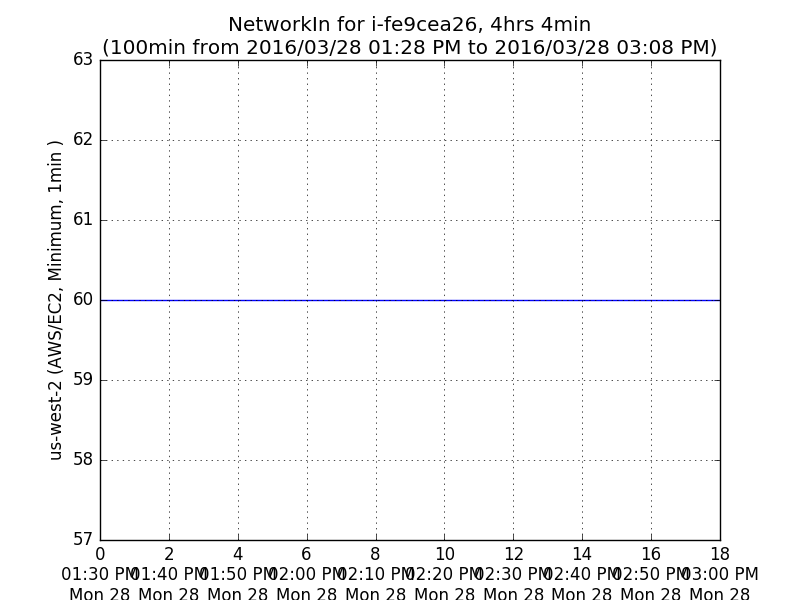 NetworkIn for i-fe9cea26, 4hrs 4min
(100min from 2016/03/28 01:28 PM to 2016/03/28 03:08 PM)
us-west-2 (AWS/EC2, Minimum, 1min )
63
62
61
60
59
58
57
0 2 4 6 8 10 12 14 16 18
01:30 PM 01:40 PM 01:50 PM 02:00 PM 02:10 PM 02:20 PM 02:30 PM 02:40 PM 02:50 PM 03:00 PM
Mon 28 Mon 28 Mon 28 Mon 28 Mon 28 Mon 28 Mon 28 Mon 28 Mon 28 Mon 28